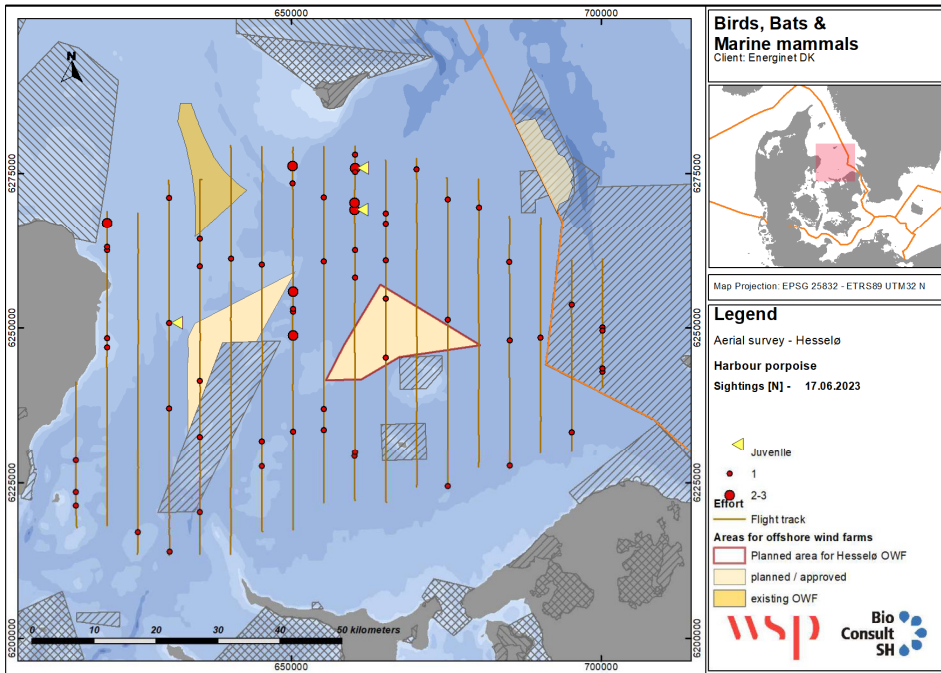 650000
700000
N
6275000
6250000
6225000
6200000
6275000
6250000
6225000
6200000
0
10
20
30
40
50 kilometers
650000
700000
Birds, Bats &
Marine mammals
Client: Energinet DK
Map Projection: EPSG 25832 - ETRS89 UTM32 N
Legend
Aerial survey - Hesselø
Harbour porpoise
Sightings [N] - 17.06.2023
Juvenile
1
2-3
Effort
Flight track
Areas for offshore wind farms
Planned area for Hesselø OWF
planned / approved
existing OWF
wsp
Bio
Consult
SH